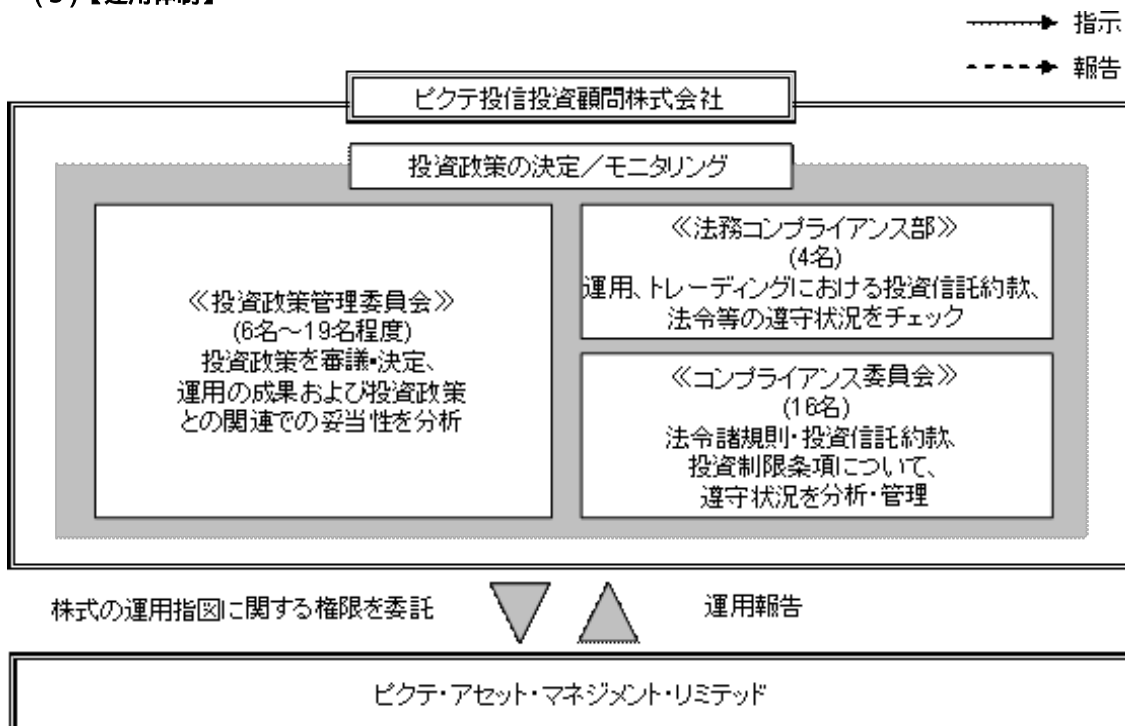 (3)【運用体制】
指示
報告
ピクテ投信投資顧問株式会社
投資政策の決定／モニタリング
≪投資政策管理委員会≫
(6名～19名程度)
投資政策を審議・決定、
運用の成果および投資政策
との関連での妥当性を分析
≪法務コンプライアンス部≫
(4名)
運用、トレーディングにおける投資信託約款、
法令等の遵守状況をチェック
≪コンプライアンス委員会≫
(16名)
法令諸規則・投資信託約款、
投資制限条項について、
遵守状況を分析・管理
株式の運用指図に関する権限を委託
運用報告
ピクテ・アセット・マネジメント・リミテッド